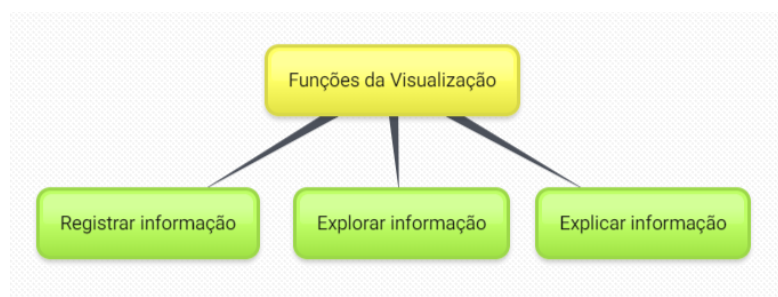 Funções da Visualização
Registrar informação
Explorar informação
Explicar informação